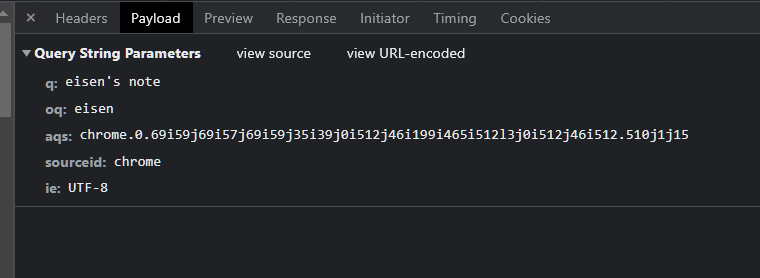 × Headers Payload Preview Response Initiator Timing Cookies
▼ Query String Parameters view source view URL-encoded
q: eisen's note
oq: eisen
aqs: chrome.0.69i59j69i57j69i59j35i39j0i512j46i199i465i512l3j0i512j46i512.510j1j15
sourceid: chrome
ie: UTF-8